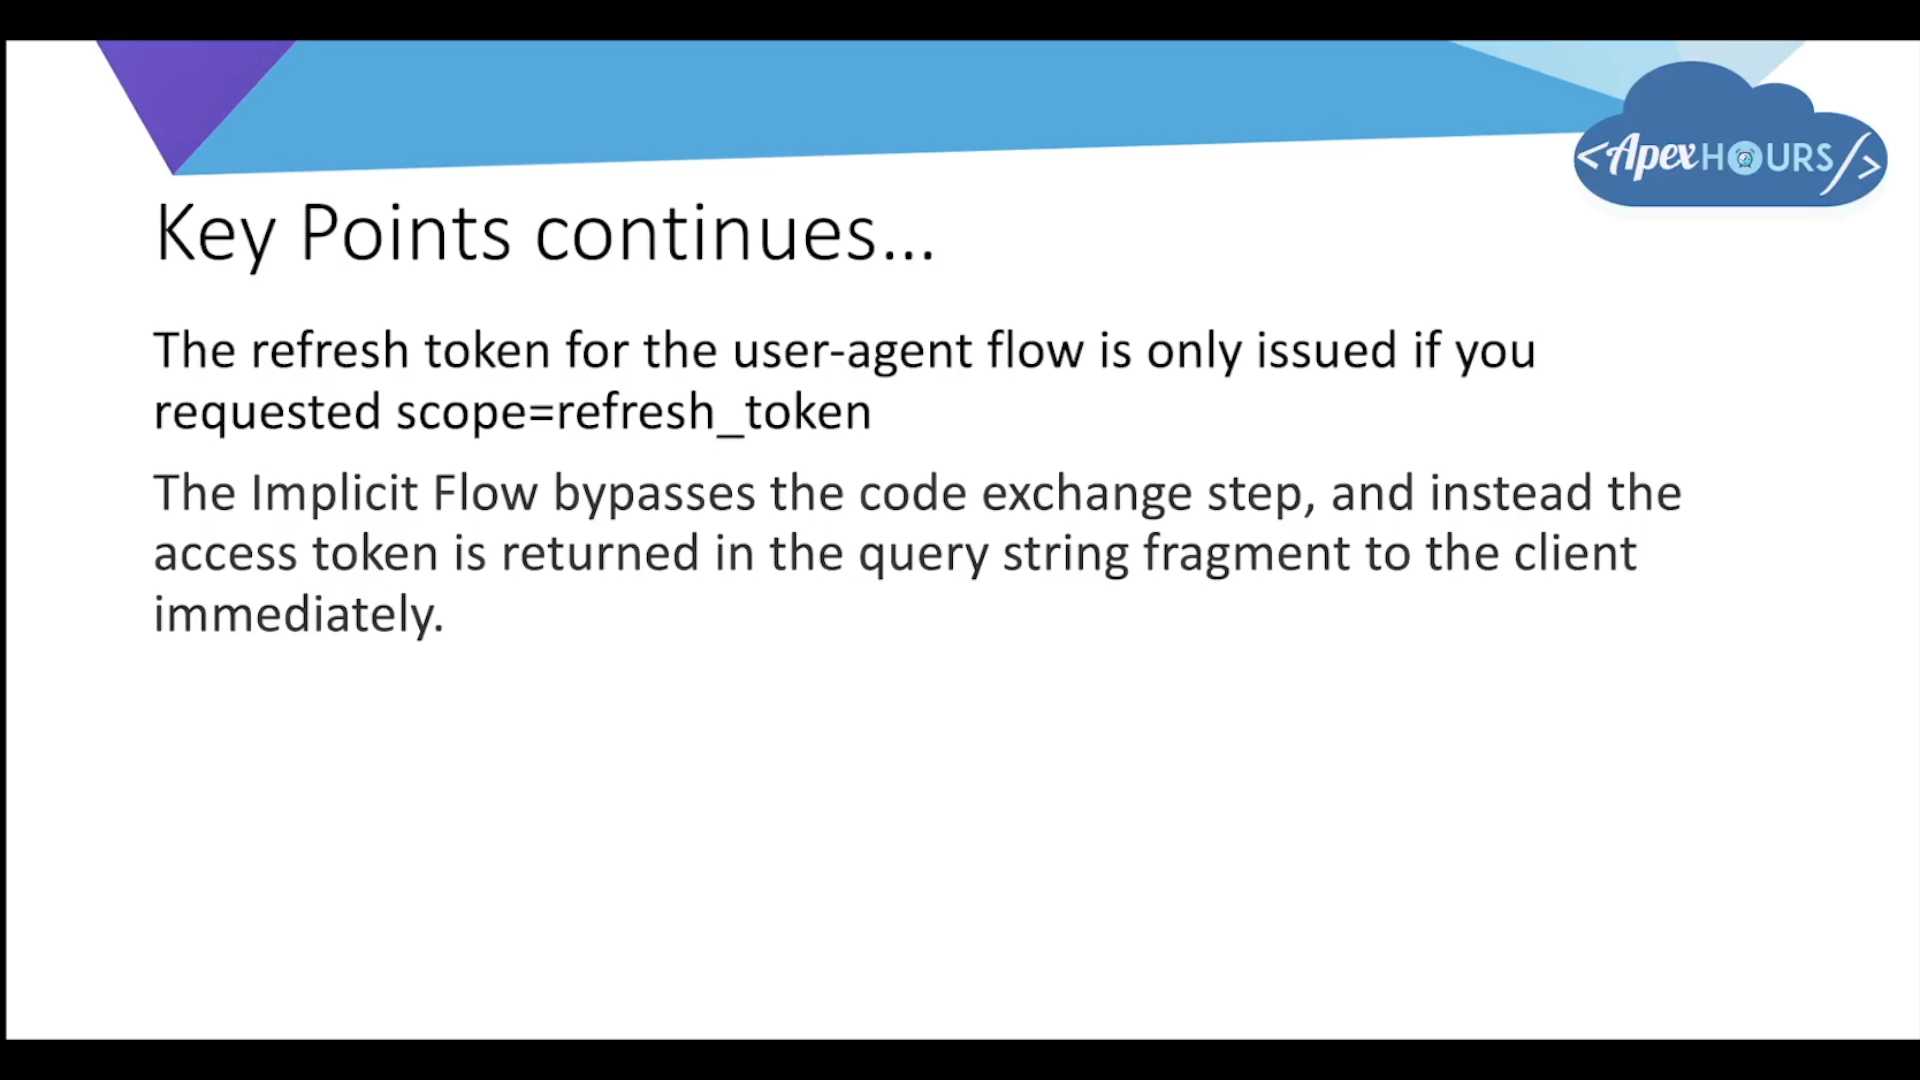 <ApexHOURS/>
Key Points continues...
The refresh token for the user-agent flow is only issued if you
requested scope=refresh_token
The Implicit Flow bypasses the code exchange step, and instead the
access token is returned in the query string fragment to the client
immediately.